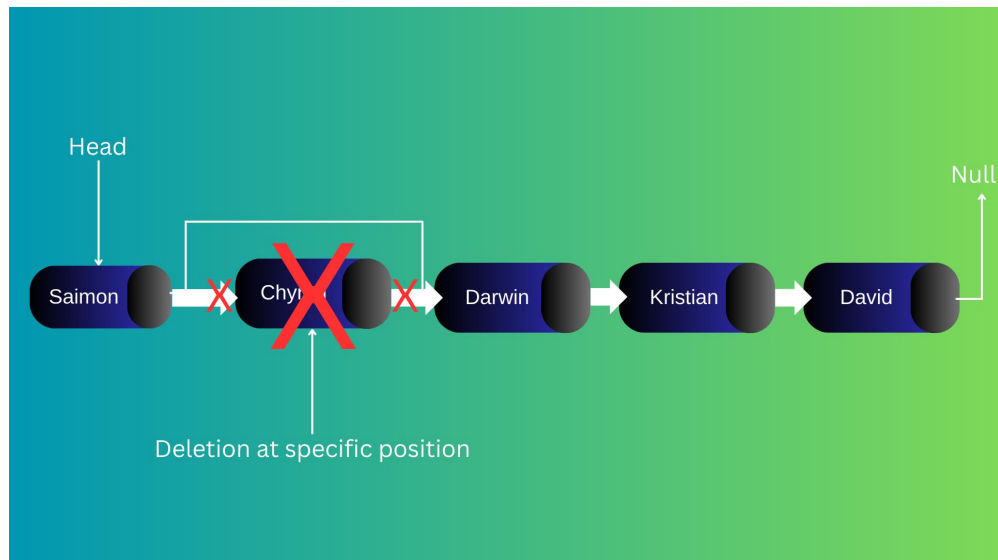 Head
Null
Saimon
Darwin
Kristian
David
Deletion at specific position